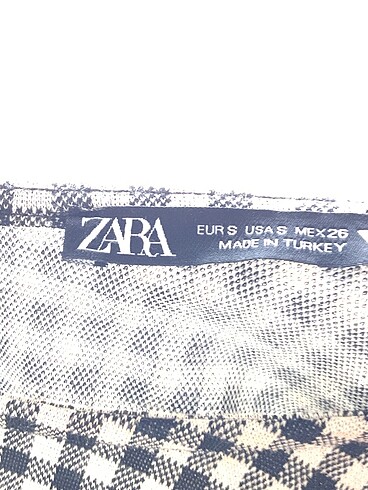 ZARA
EUR S USA S MEX 26
MADE IN TURKEY